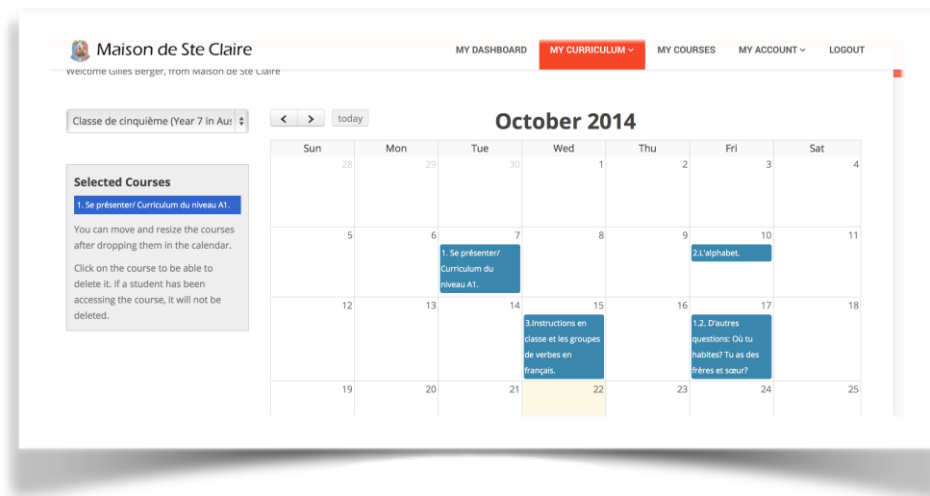 Maison de Ste Claire
MY DASHBOARD
MY CURRICULUM
MY COURSES
MY ACCOUNT
LOGOUT
Welcome Gilles Berger, from Maison de Ste Claire
Classe de cinquième (Year 7 in Aus
today
October 2014
Sun Mon Tue Wed Thu Fri Sat
28 29 30 1 2 3 4
Selected Courses
1. Se présenter/ Curriculum du niveau A1.
You can move and resize the courses
after dropping them in the calendar.
Click on the course to be able to
delete it. If a student has been
accessing the course, it will not be
deleted.
5 6 7 8 9 10 11
1. Se présenter/
Curriculum du
niveau A1.
2.L'alphabet.
12 13 14 15 16 17 18
3.Instructions en
classe et les groupes
de verbes en
français.
1.2. D'autres
questions: Où tu
habites? Tu as des
frères et sœur?
19 20 21 22 23 24 25